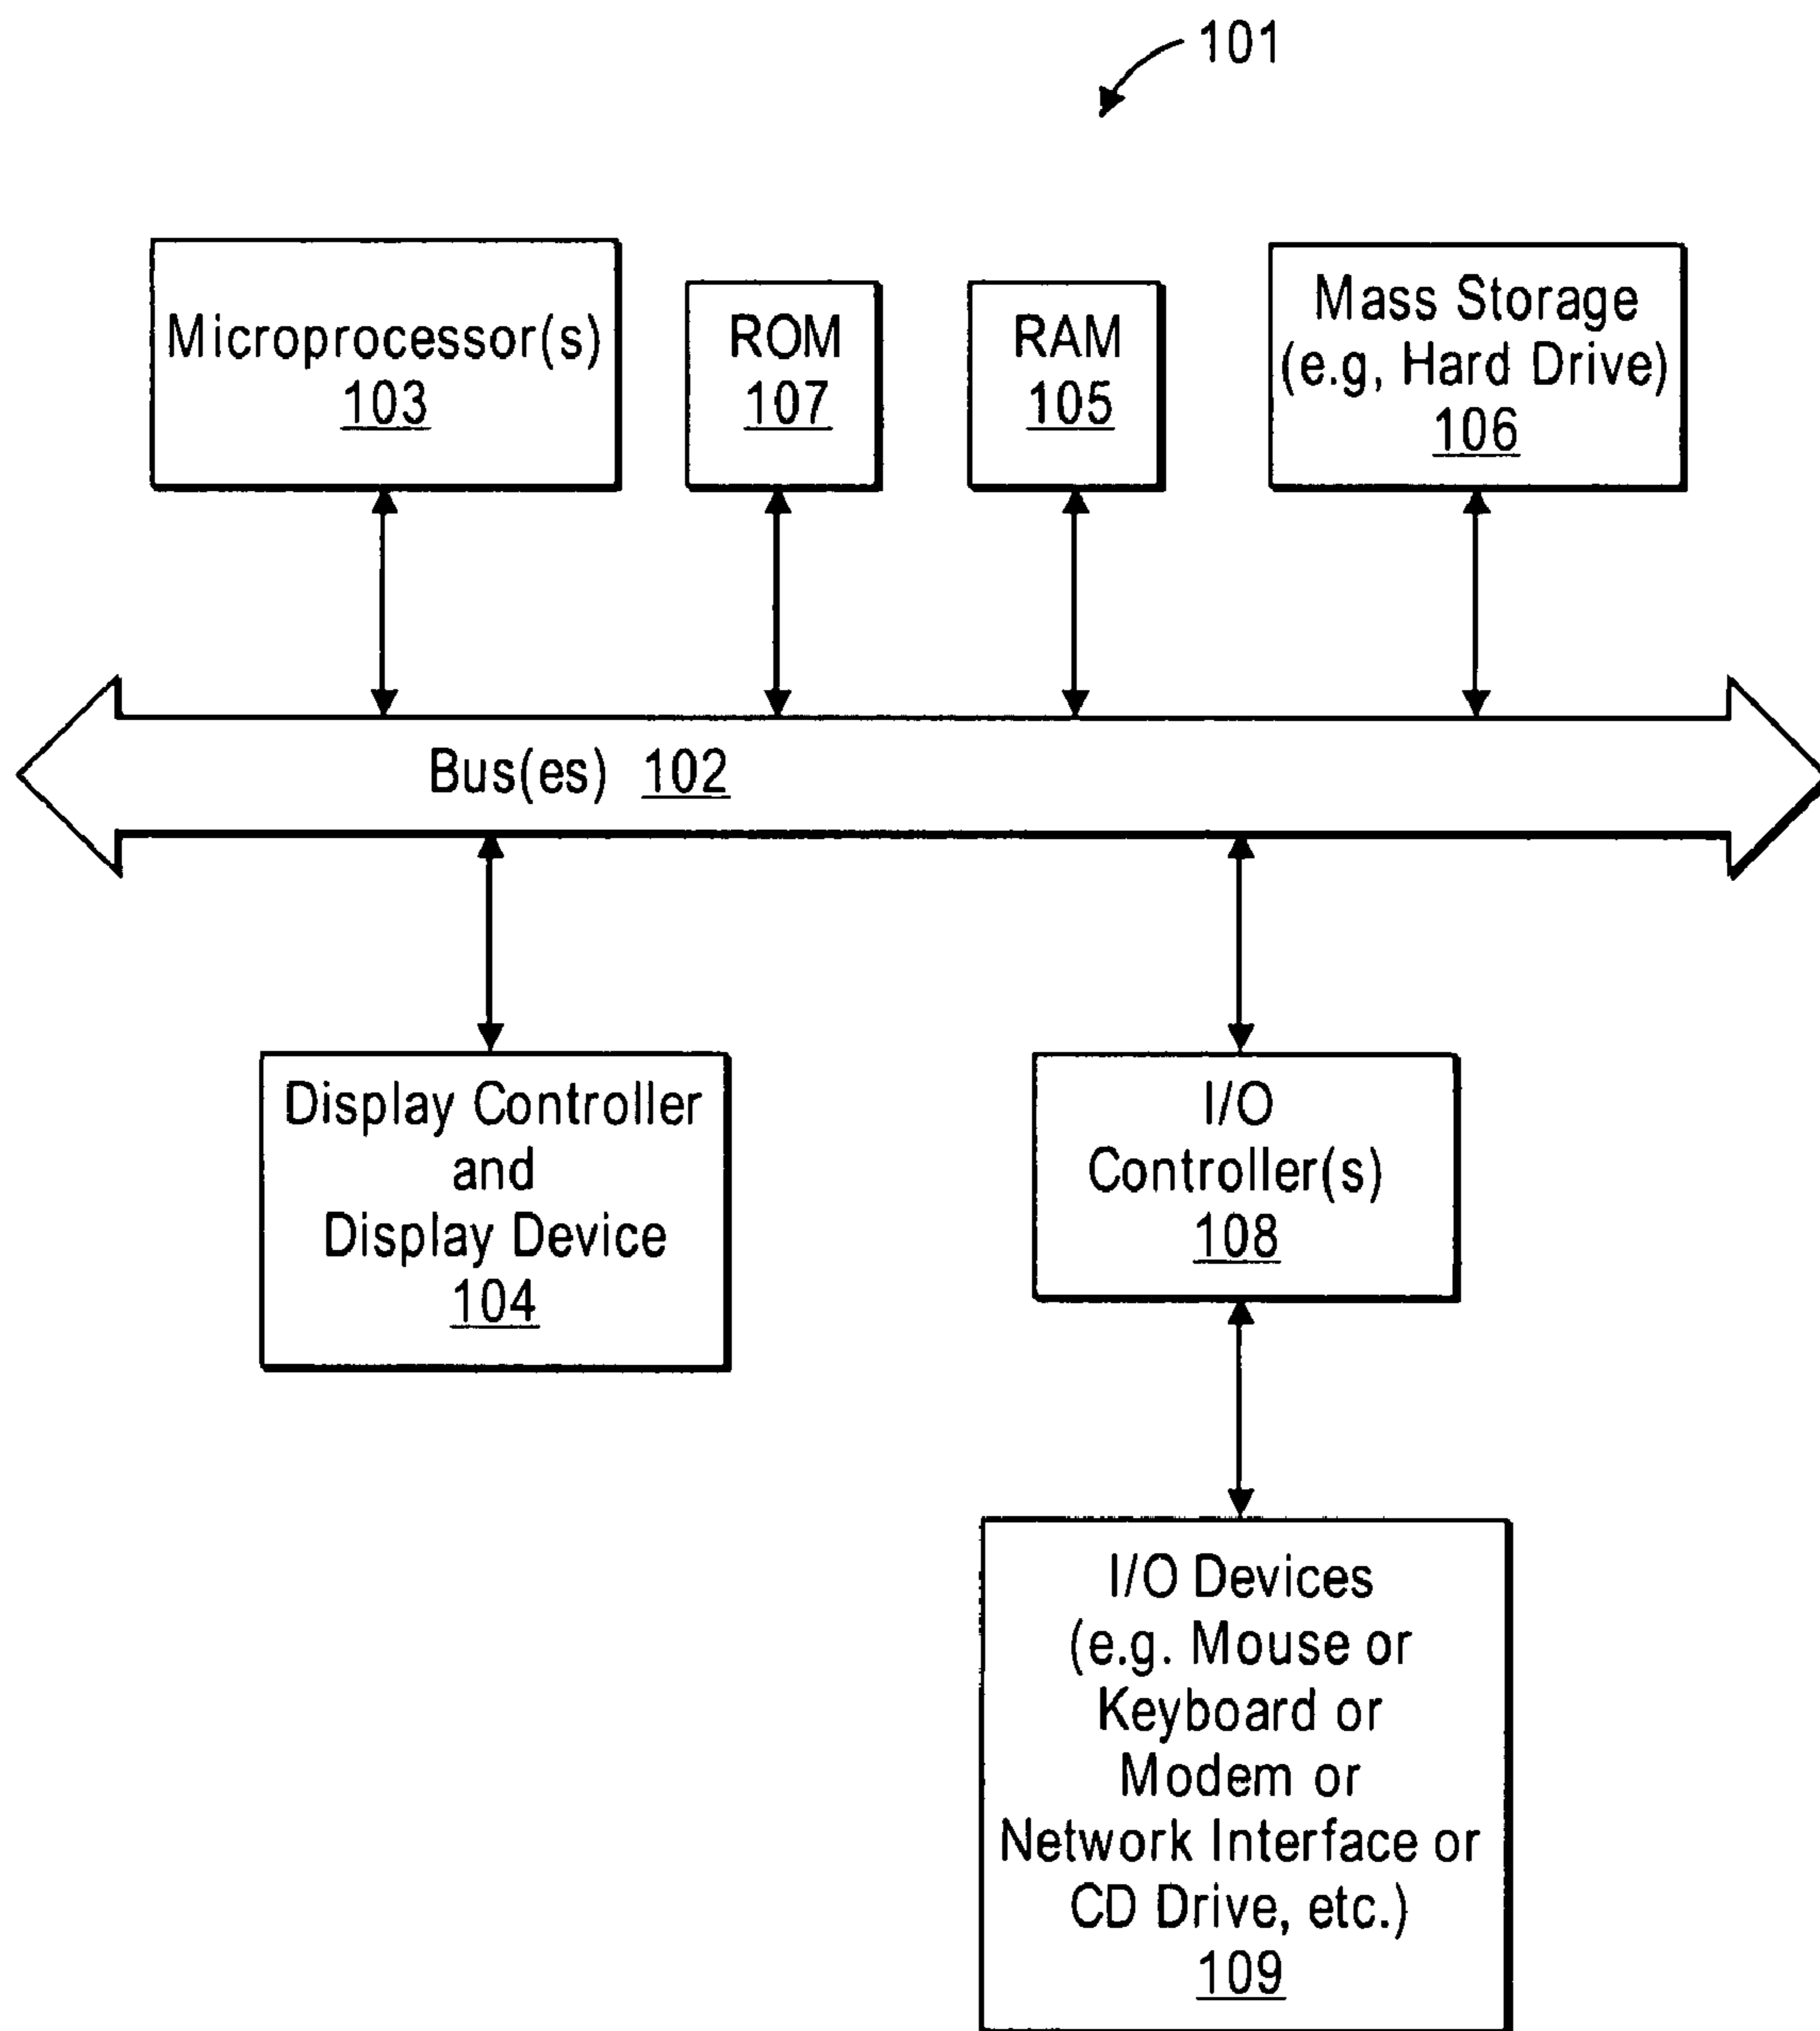 101
Microprocessor(s)
103
ROM
107
RAM
105
Mass Storage
(e.g, Hard Drive)
106
Bus(es) 102
Display Controller
and
Display Device
104
I/O
Controller(s)
108
I/O Devices
(e.g. Mouse or
Keyboard or
Modem or
Network Interface or
CD Drive, etc.)
109